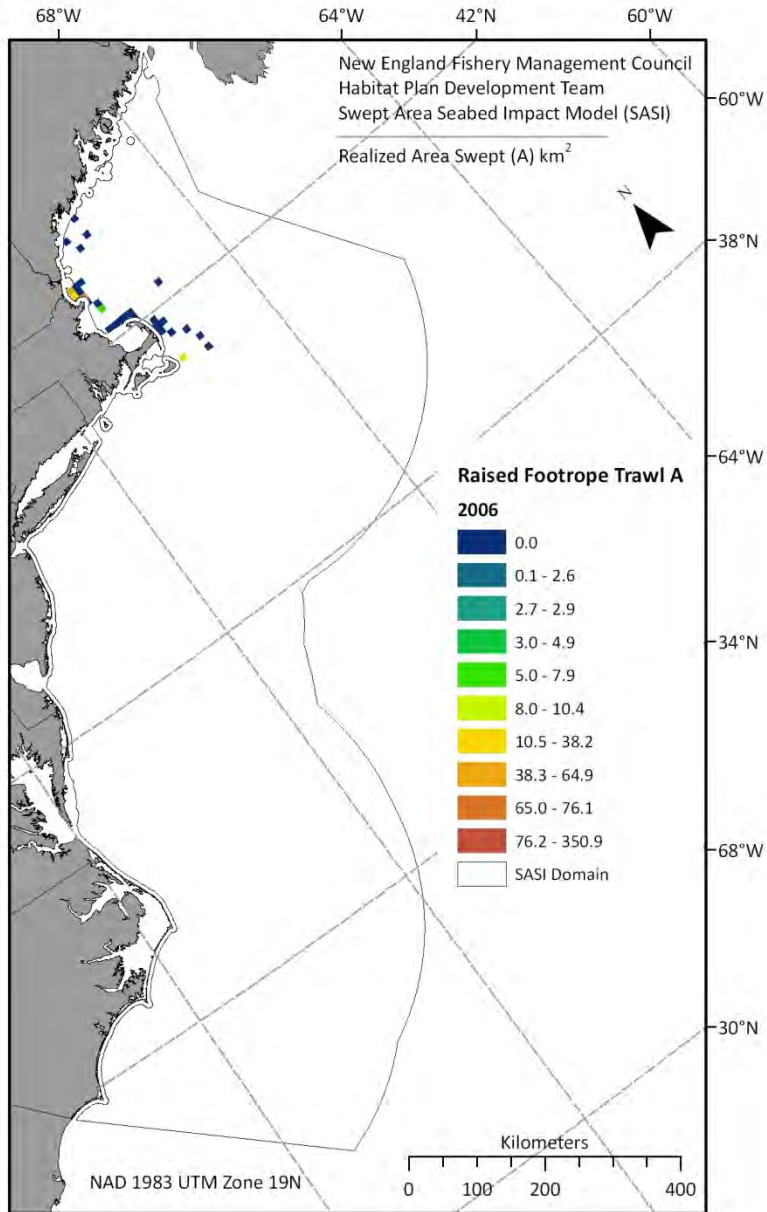 68°W 64°W 42°N 60°W
New England Fishery Management Council
Habitat Plan Development Team
Swept Area Seabed Impact Model (SASI)
Realized Area Swept (A) km²
60°W
N
38°N
64°W
Raised Footrope Trawl A
2006
0.0
0.1 - 2.6
2.7 - 2.9
3.0 - 4.9
5.0 - 7.9
8.0 - 10.4
10.5 - 38.2
38.3 - 64.9
65.0 - 76.1
76.2 - 350.9
SASI Domain
34°N
68°W
30°N
Kilometers
0 100 200 400
NAD 1983 UTM Zone 19N